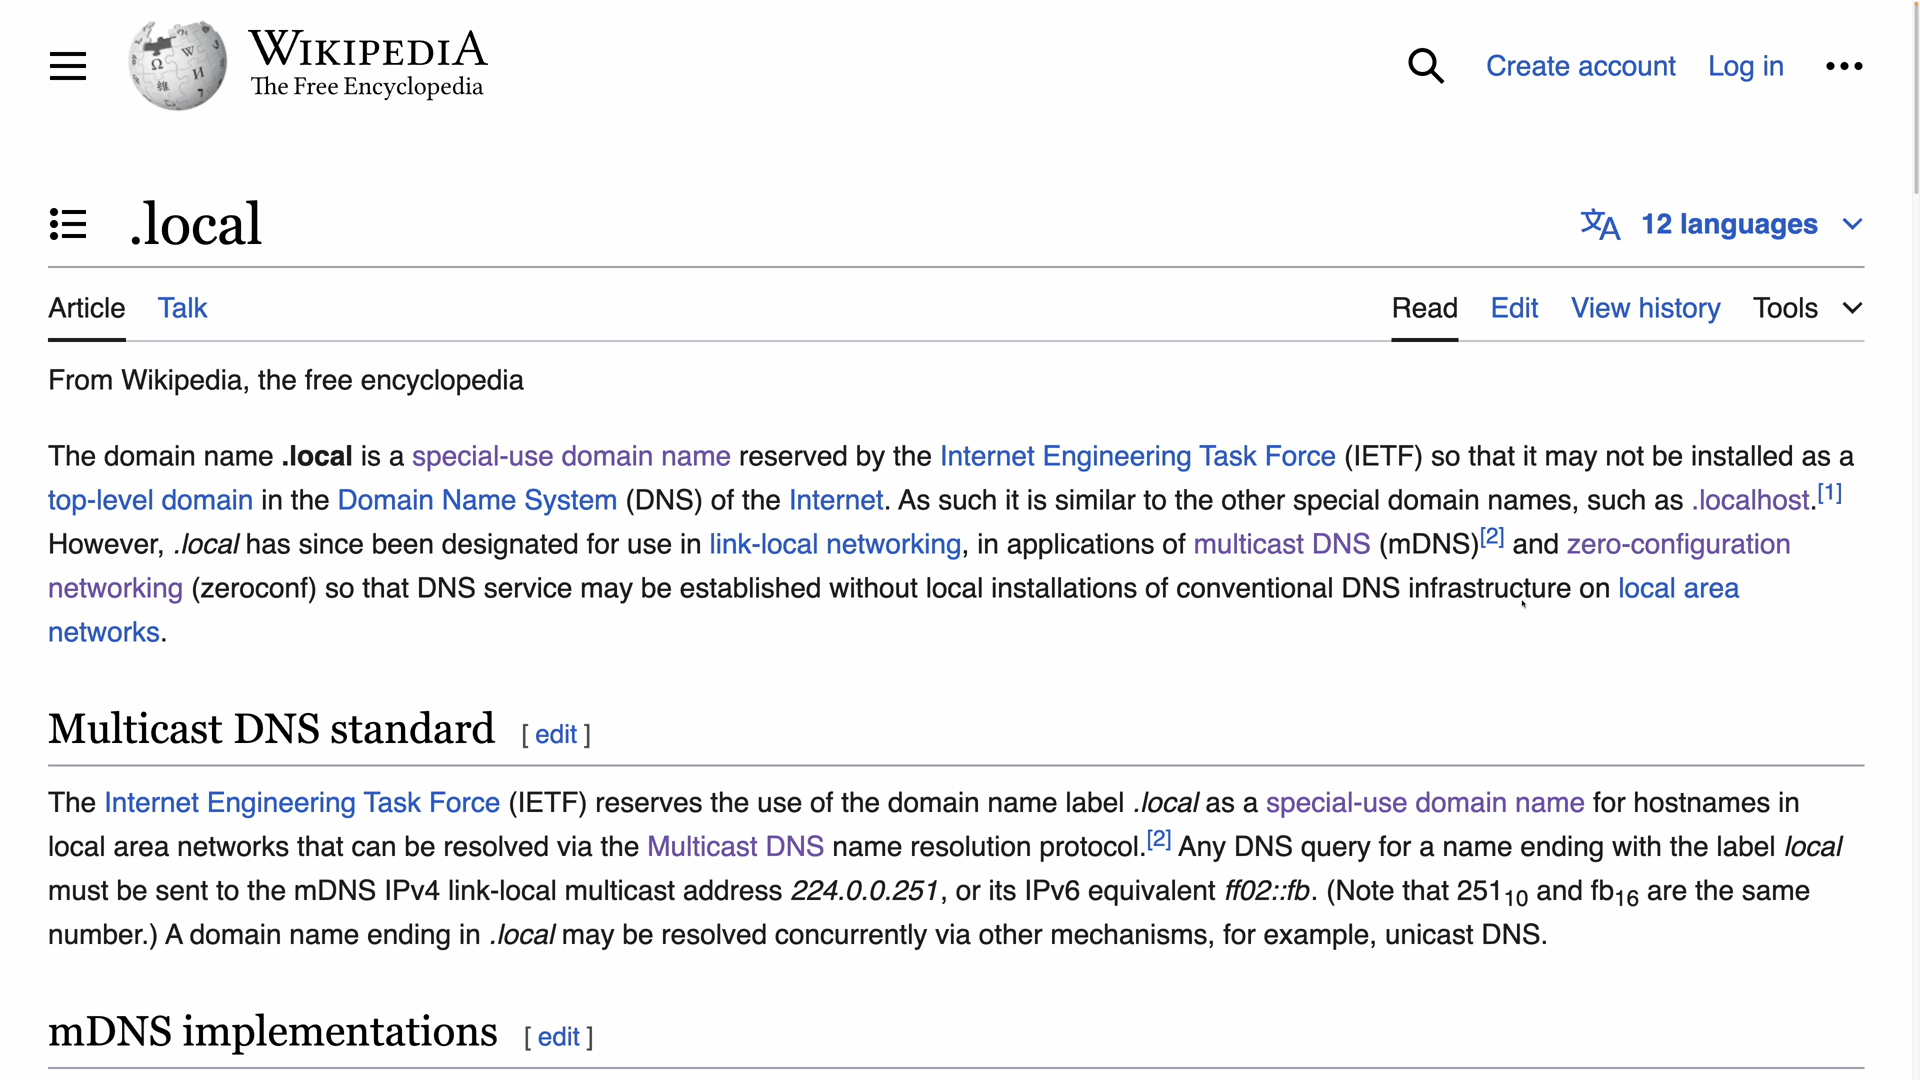 WIKIPEDIA
The Free Encyclopedia
Create account Log in
.local
12 languages
Article Talk Read Edit View history Tools
From Wikipedia, the free encyclopedia
The domain name .local is a special-use domain name reserved by the Internet Engineering Task Force (IETF) so that it may not be installed as a
top-level domain in the Domain Name System (DNS) of the Internet. As such it is similar to the other special domain names, such as .localhost.[1]
However, .local has since been designated for use in link-local networking, in applications of multicast DNS (mDNS)[2] and zero-configuration
networking (zeroconf) so that DNS service may be established without local installations of conventional DNS infrastructure on local area
networks.
Multicast DNS standard [ edit ]
The Internet Engineering Task Force (IETF) reserves the use of the domain name label .local as a special-use domain name for hostnames in
local area networks that can be resolved via the Multicast DNS name resolution protocol.[2] Any DNS query for a name ending with the label local
must be sent to the mDNS IPv4 link-local multicast address 224.0.0.251, or its IPv6 equivalent ff02::fb. (Note that 251₁₀ and fb₁₆ are the same
number.) A domain name ending in .local may be resolved concurrently via other mechanisms, for example, unicast DNS.
mDNS implementations [ edit ]